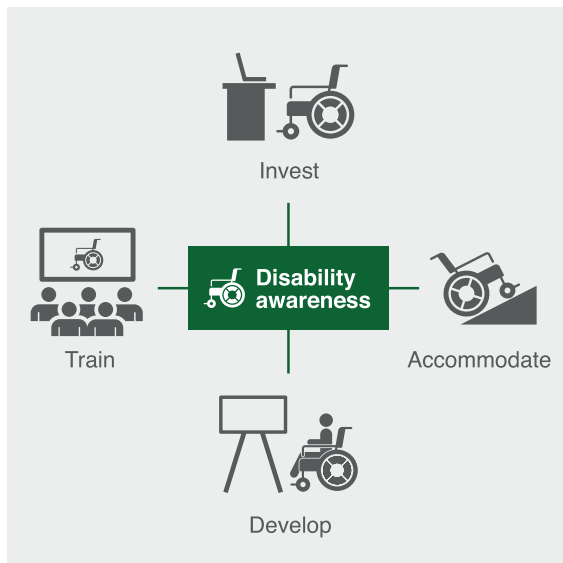 Invest
Disability
awareness
Train
Accommodate
Develop